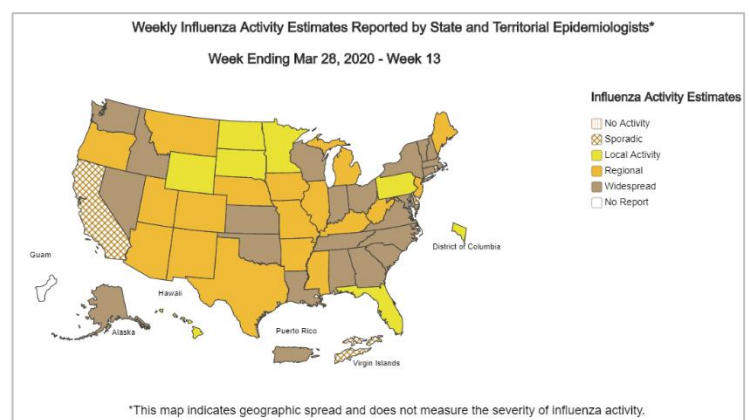 Weekly Influenza Activity Estimates Reported by State and Territorial Epidemiologists*
Week Ending Mar 28, 2020 - Week 13
Influenza Activity Estimates
No Activity
Sporadic
Local Activity
Regional
Widespread
No Report
District of Columbia
Guam
Hawaii
Alaska
Puerto Rico
Virgin Islands
*This map indicates geographic spread and does not measure the severity of influenza activity.